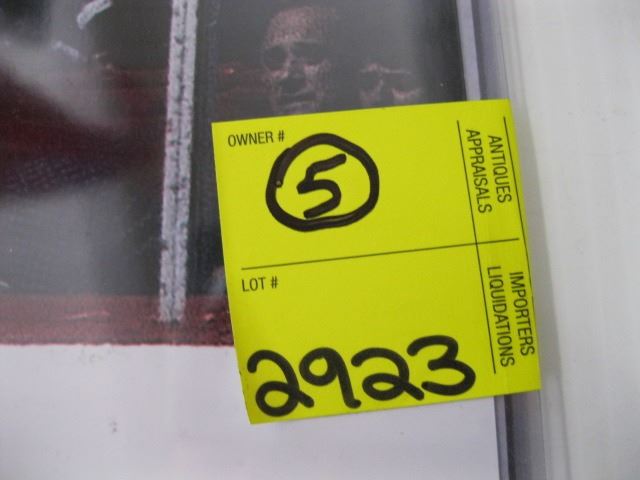 OWNER #
5
LOT #
2923
ANTIQUES
APPRAISALS
IMPORTERS
LIQUIDATIONS